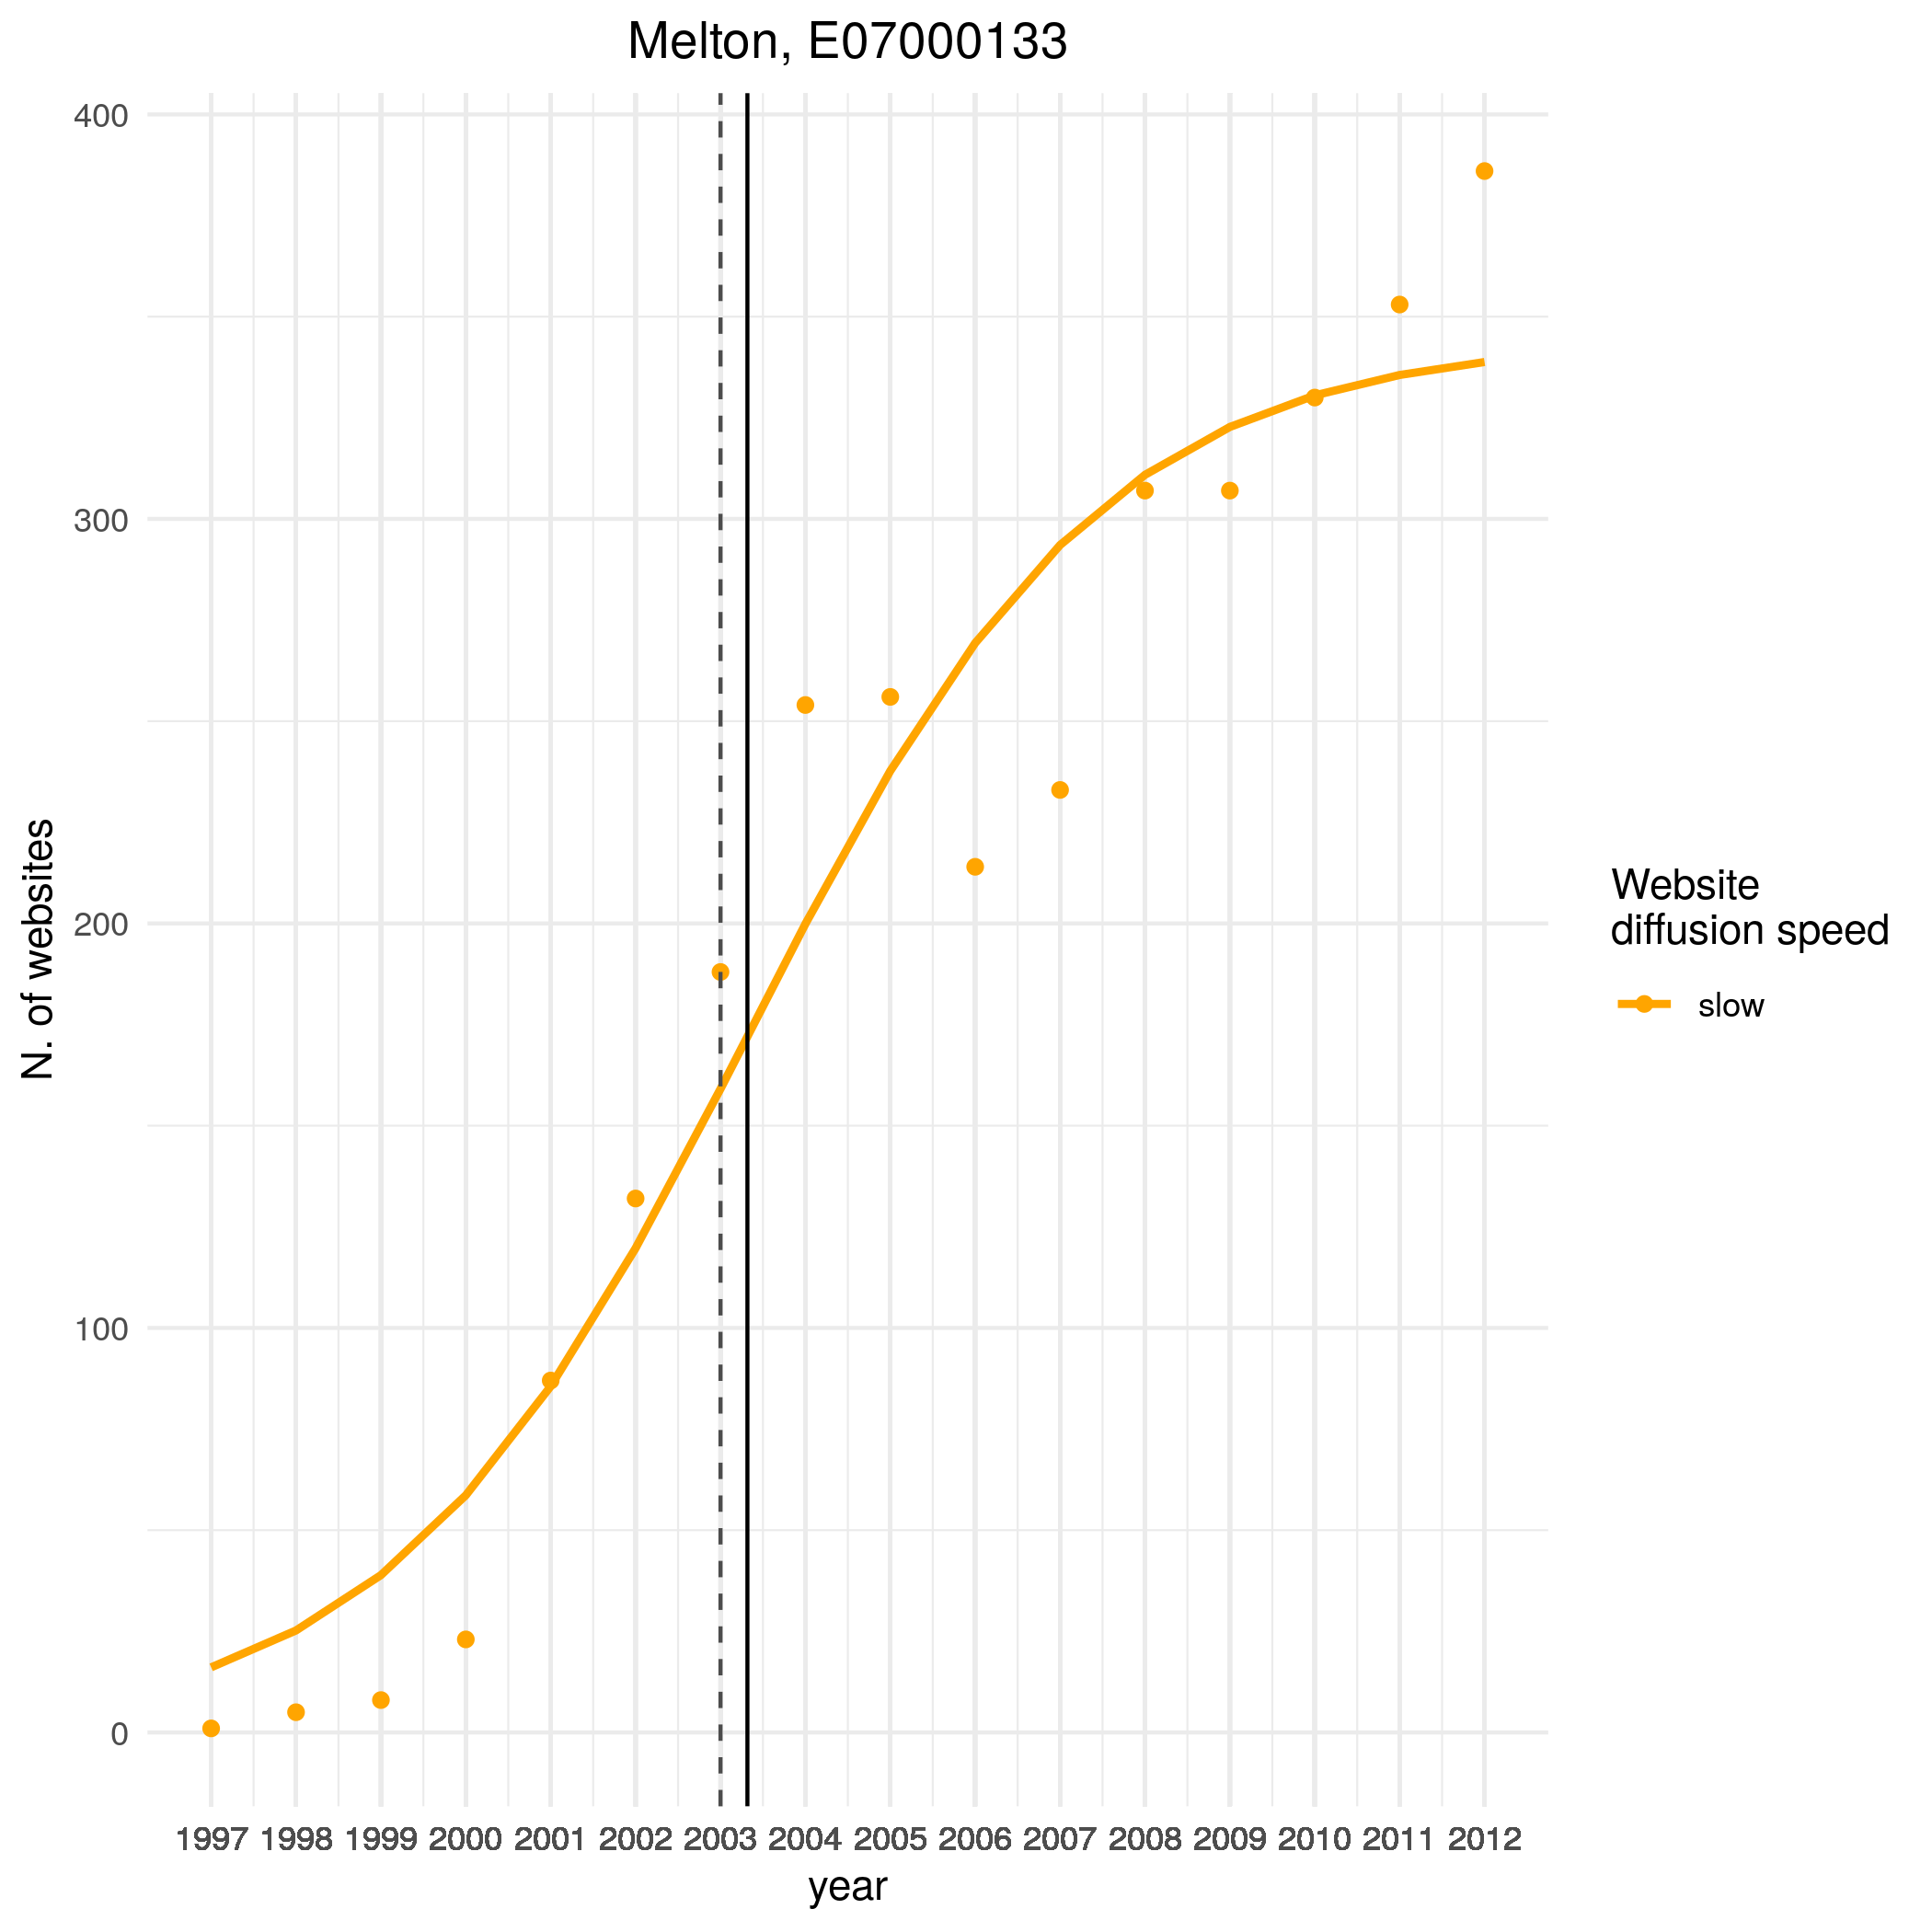 Melton, E07000133
400
300
200
100
0
N. of websites
1997 1998 1999 2000 2001 2002 2003 2004 2005 2006 2007 2008 2009 2010 2011 2012
year
Website
diffusion speed
slow